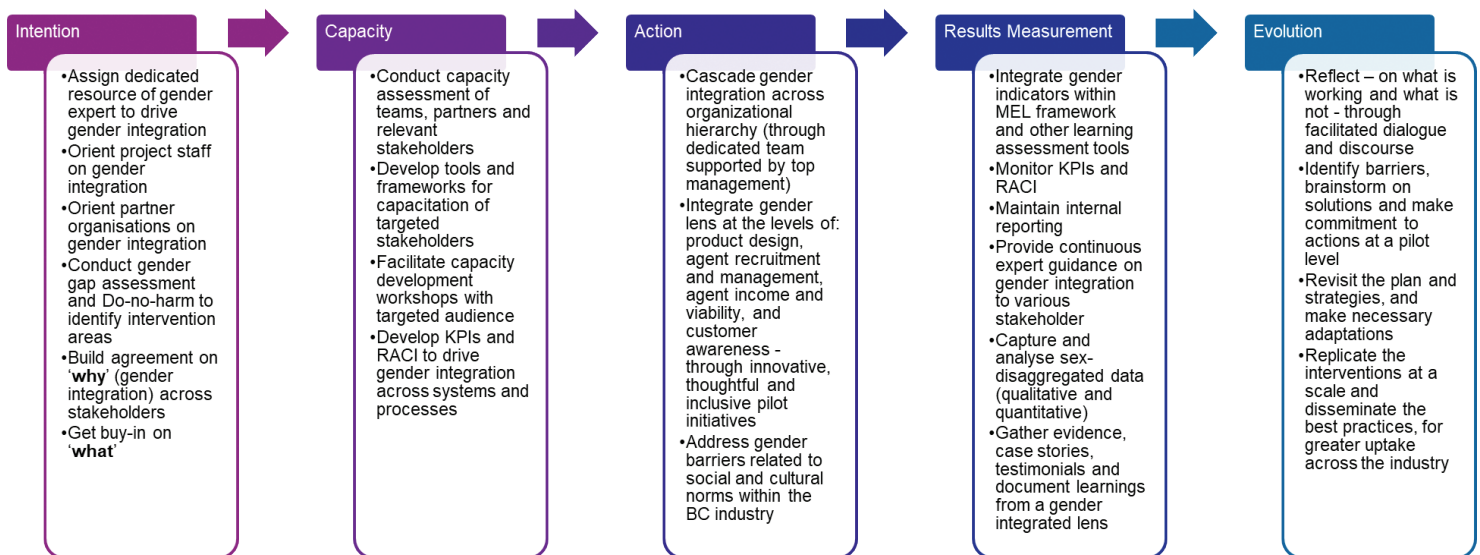 Intention
•Assign dedicated
resource of gender
expert to drive
gender integration
•Orient project staff
on gender
integration
•Orient partner
organisations on
gender integration
•Conduct gender
gap assessment
and Do-no-harm to
identify intervention
areas
•Build agreement on
‘why’ (gender
integration) across
stakeholders
•Get buy-in on
‘what’
Capacity
•Conduct capacity
assessment of
teams, partners and
relevant
stakeholders
•Develop tools and
frameworks for
capacitation of
targeted
stakeholders
•Facilitate capacity
development
workshops with
targeted audience
•Develop KPIs and
RACI to drive
gender integration
across systems and
processes
Action
•Cascade gender
integration across
organizational
hierarchy (through
dedicated team
supported by top
management)
•Integrate gender
lens at the levels of:
product design,
agent recruitment
and management,
agent income and
viability, and
customer
awareness -
through innovative,
thoughtful and
inclusive pilot
initiatives
•Address gender
barriers related to
social and cultural
norms within the
BC industry
Results Measurement
•Integrate gender
indicators within
MEL framework
and other learning
assessment tools
•Monitor KPIs and
RACI
•Maintain internal
reporting
•Provide continuous
expert guidance on
gender integration
to various
stakeholder
•Capture and
analyse sex-
disaggregated data
(qualitative and
quantitative)
•Gather evidence,
case stories,
testimonials and
document learnings
from a gender
integrated lens
Evolution
•Reflect – on what is
working and what is
not - through
facilitated dialogue
and discourse
•Identify barriers,
brainstorm on
solutions and make
commitment to
actions at a pilot
level
•Revisit the plan and
strategies, and
make necessary
adaptations
•Replicate the
interventions at a
scale and
disseminate the
best practices, for
greater uptake
across the industry